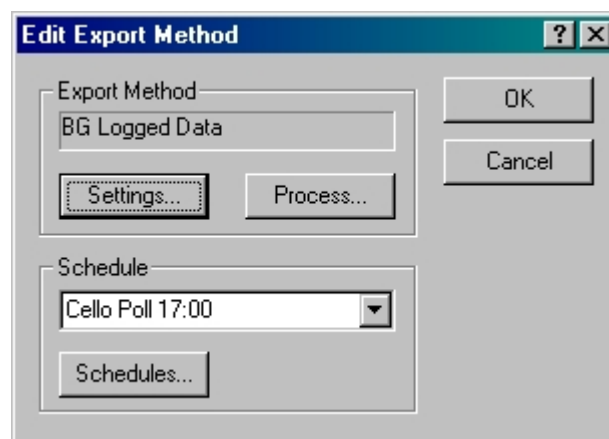 Edit Export Method
Export Method
BG Logged Data
Settings...
Process...
OK
Cancel
Schedule
Cello Poll 17:00
Schedules...